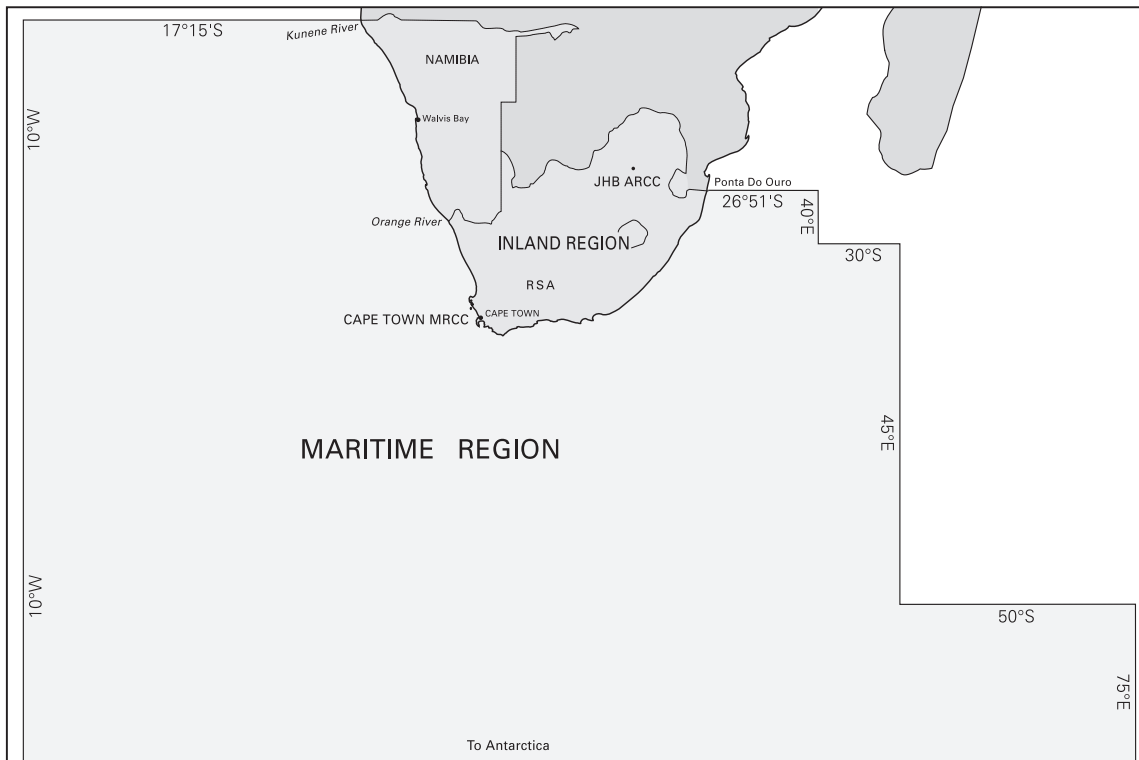 17°15'S
Kunene River
NAMIBIA
10°W
Walvis Bay
JHB ARCC
Ponta Do Ouro
26°51'S
40°E
Orange River
INLAND REGION
30°S
RSA
CAPE TOWN MRCC
CAPE TOWN
45°E
MARITIME REGION
10°W
50°S
75°E
To Antarctica